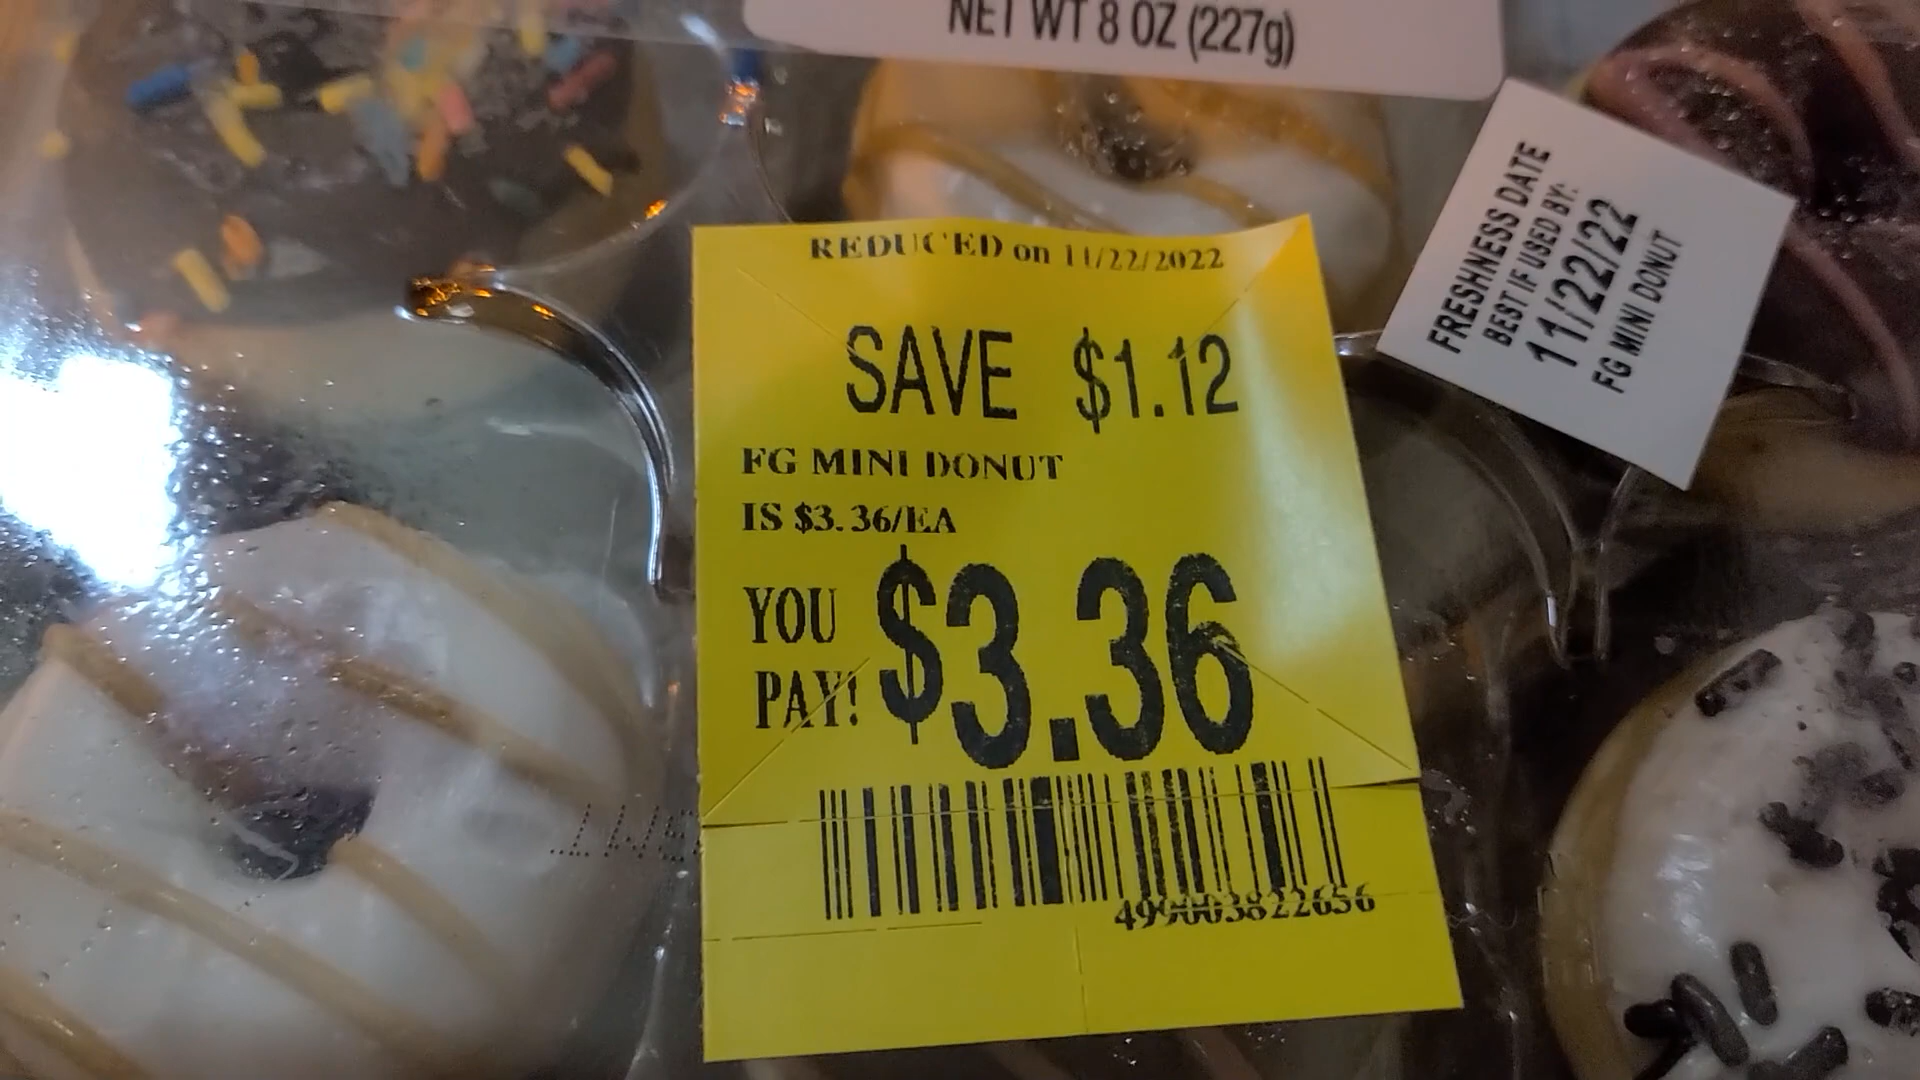 NET WT 8 OZ (227g)
FRESHNESS DATE
BEST IF USED BY:
11/22/22
FG MINI DONUT
REDUCED on 11/22/2022
SAVE $1.12
FG MINI DONUT
IS $3.36/EA
YOU PAY! $3.36
499003822656